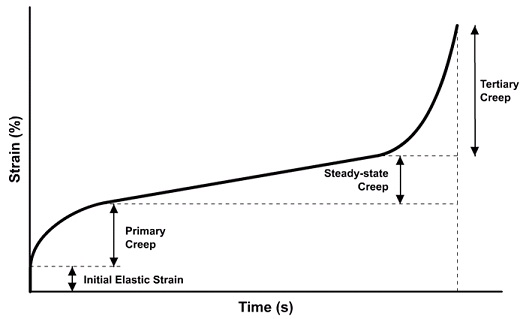 Strain (%)
Tertiary
Creep
Steady-state
Creep
Primary
Creep
Initial Elastic Strain
Time (s)